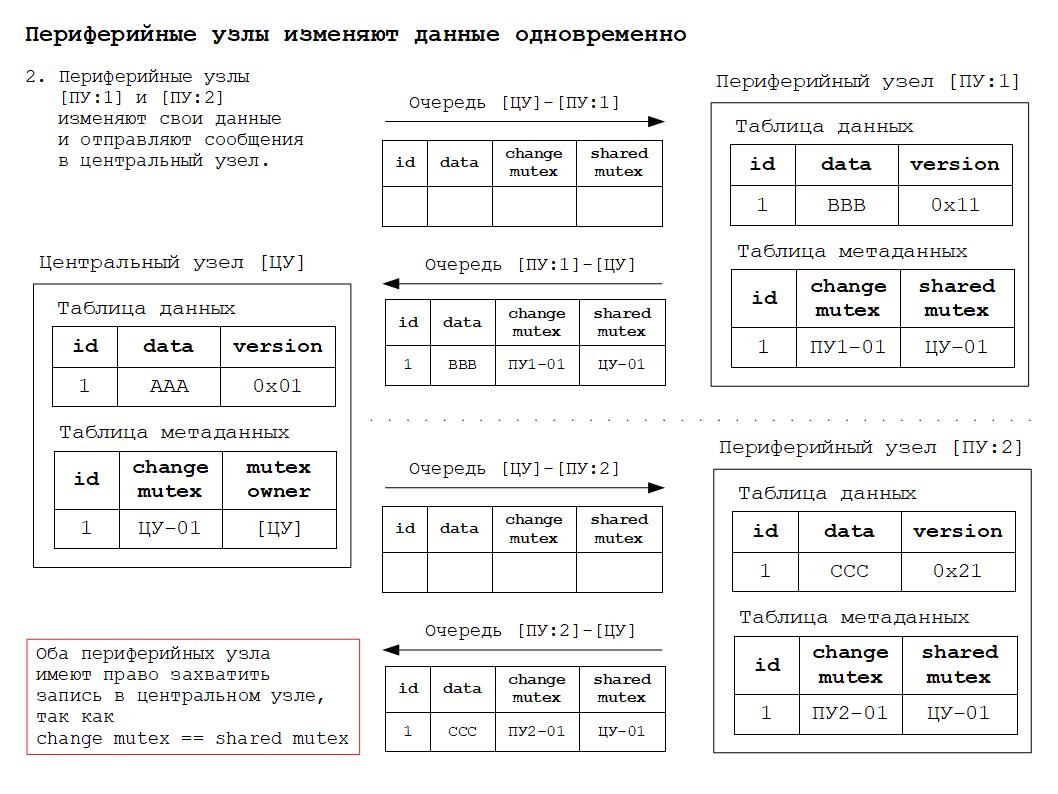 Периферийные узлы изменяют данные одновременно
2. Периферийные узлы
[ПУ:1] и [ПУ:2]
изменяют свои данные
и отправляют сообщения
в центральный узел.
Очередь [ЦУ]-[ПУ:1]
id data change mutex shared mutex
Очередь [ПУ:1]-[ЦУ]
id data change mutex shared mutex
1 BBB ПУ1-01 ЦУ-01
Периферийный узел [ПУ:1]
Таблица данных
id data version
1 BBB 0x11
Таблица метаданных
id change mutex shared mutex
1 ПУ1-01 ЦУ-01
Центральный узел [ЦУ]
Таблица данных
id data version
1 AAA 0x01
Таблица метаданных
id change mutex mutex owner
1 ЦУ-01 [ЦУ]
Очередь [ЦУ]-[ПУ:2]
id data change mutex shared mutex
Очередь [ПУ:2]-[ЦУ]
id data change mutex shared mutex
1 CCC ПУ2-01 ЦУ-01
Периферийный узел [ПУ:2]
Таблица данных
id data version
1 CCC 0x21
Таблица метаданных
id change mutex shared mutex
1 ПУ2-01 ЦУ-01
Оба периферийных узла
имеют право захватить
запись в центральном узле,
так как
change mutex == shared mutex